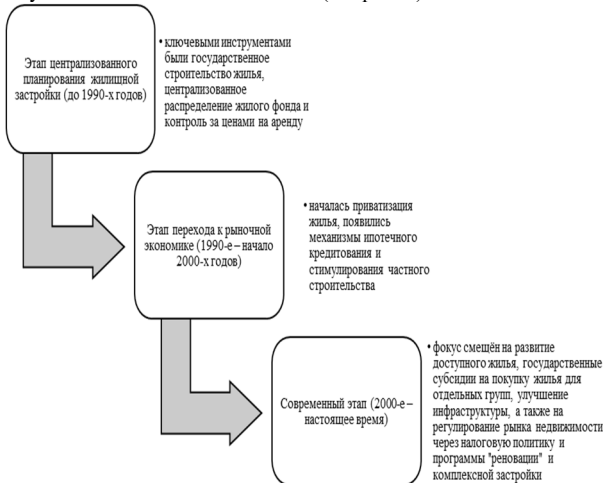 Этап централизованного
планирования жилищной
застройки (до 1990-х годов)
• ключевыми инструментами
были государственное
строительство жилья,
централизованное
распределение жилого фонда и
контроль за ценами на аренду
Этап перехода к рыночной
экономике (1990-е – начало
2000-х годов)
• началась приватизация
жилья, появились
механизмы ипотечного
кредитования и
стимулирования частного
строительства
Современный этап (2000-е –
настоящее время)
• фокус смещён на развитие
доступного жилья, государственные
субсидии на покупку жилья для
отдельных групп, улучшение
инфраструктуры, а также на
регулирование рынка недвижимости
через налоговую политику и
программы "реновации" и
комплексной застройки